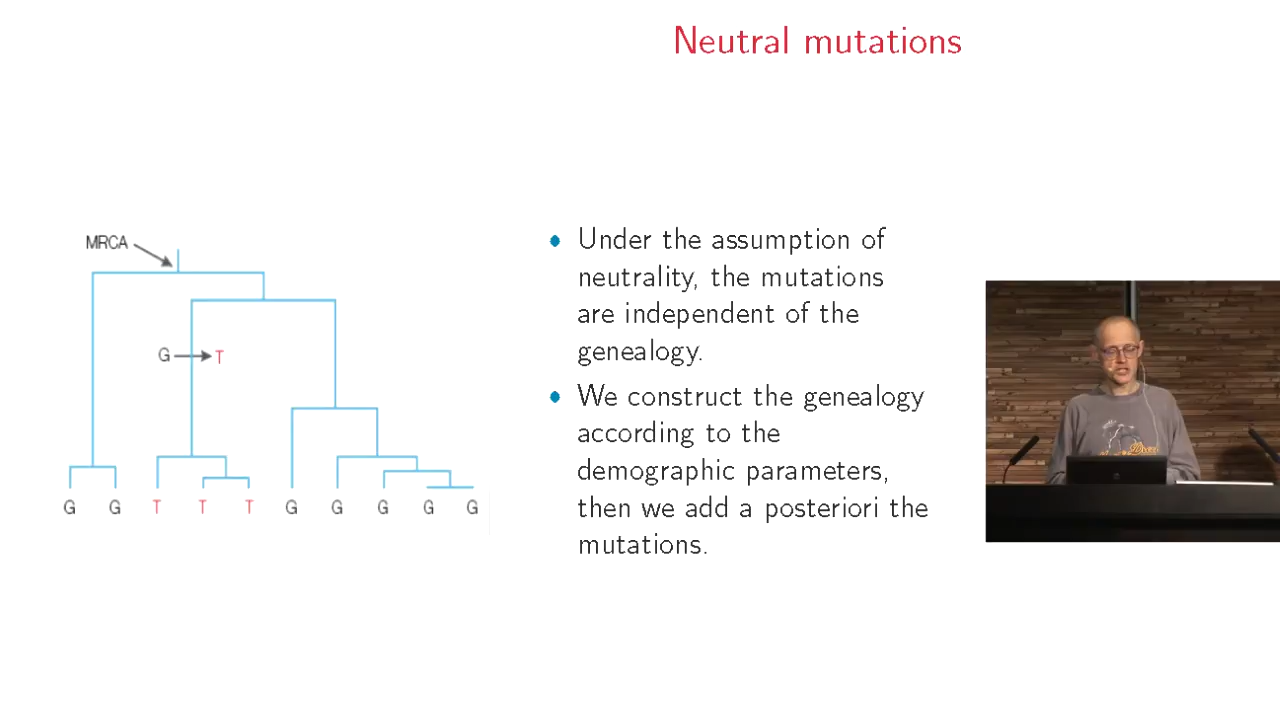 Neutral mutations
MRCA
G → T
G G T T T G G G G G
• Under the assumption of
neutrality, the mutations
are independent of the
genealogy.
• We construct the genealogy
according to the
demographic parameters,
then we add a posteriori the
mutations.